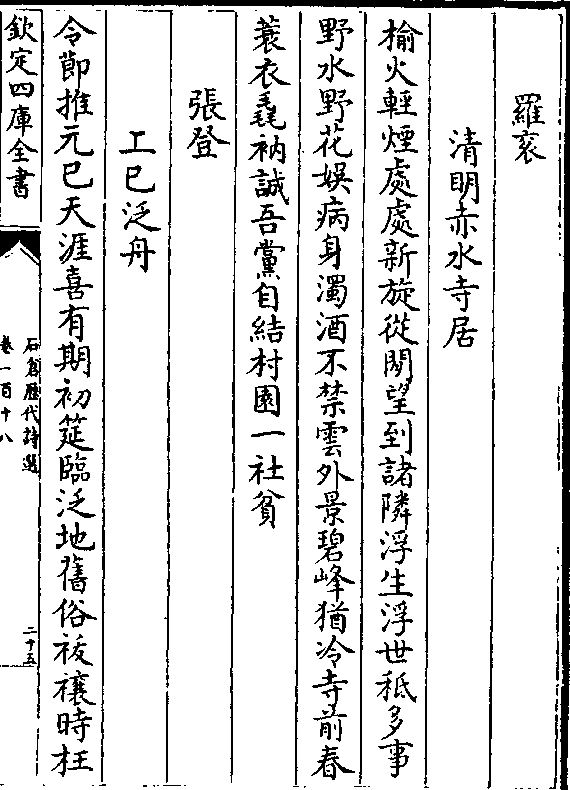 羅衮
清明赤水寺居
榆火輕煙處處新旋從閒望到諸隣浮生浮世秪多事
野水野花娛病身濁酒不禁雲外景碧峰猶冷寺前春
蓑衣毳衲誠吾黨自結村園一社貧
張登
工巳泛舟
令節推元巳天涯喜有期初筵臨泛地舊俗祓禳時枉
欽定四庫全書
石倉歷代詩選
卷一百十八
二十五